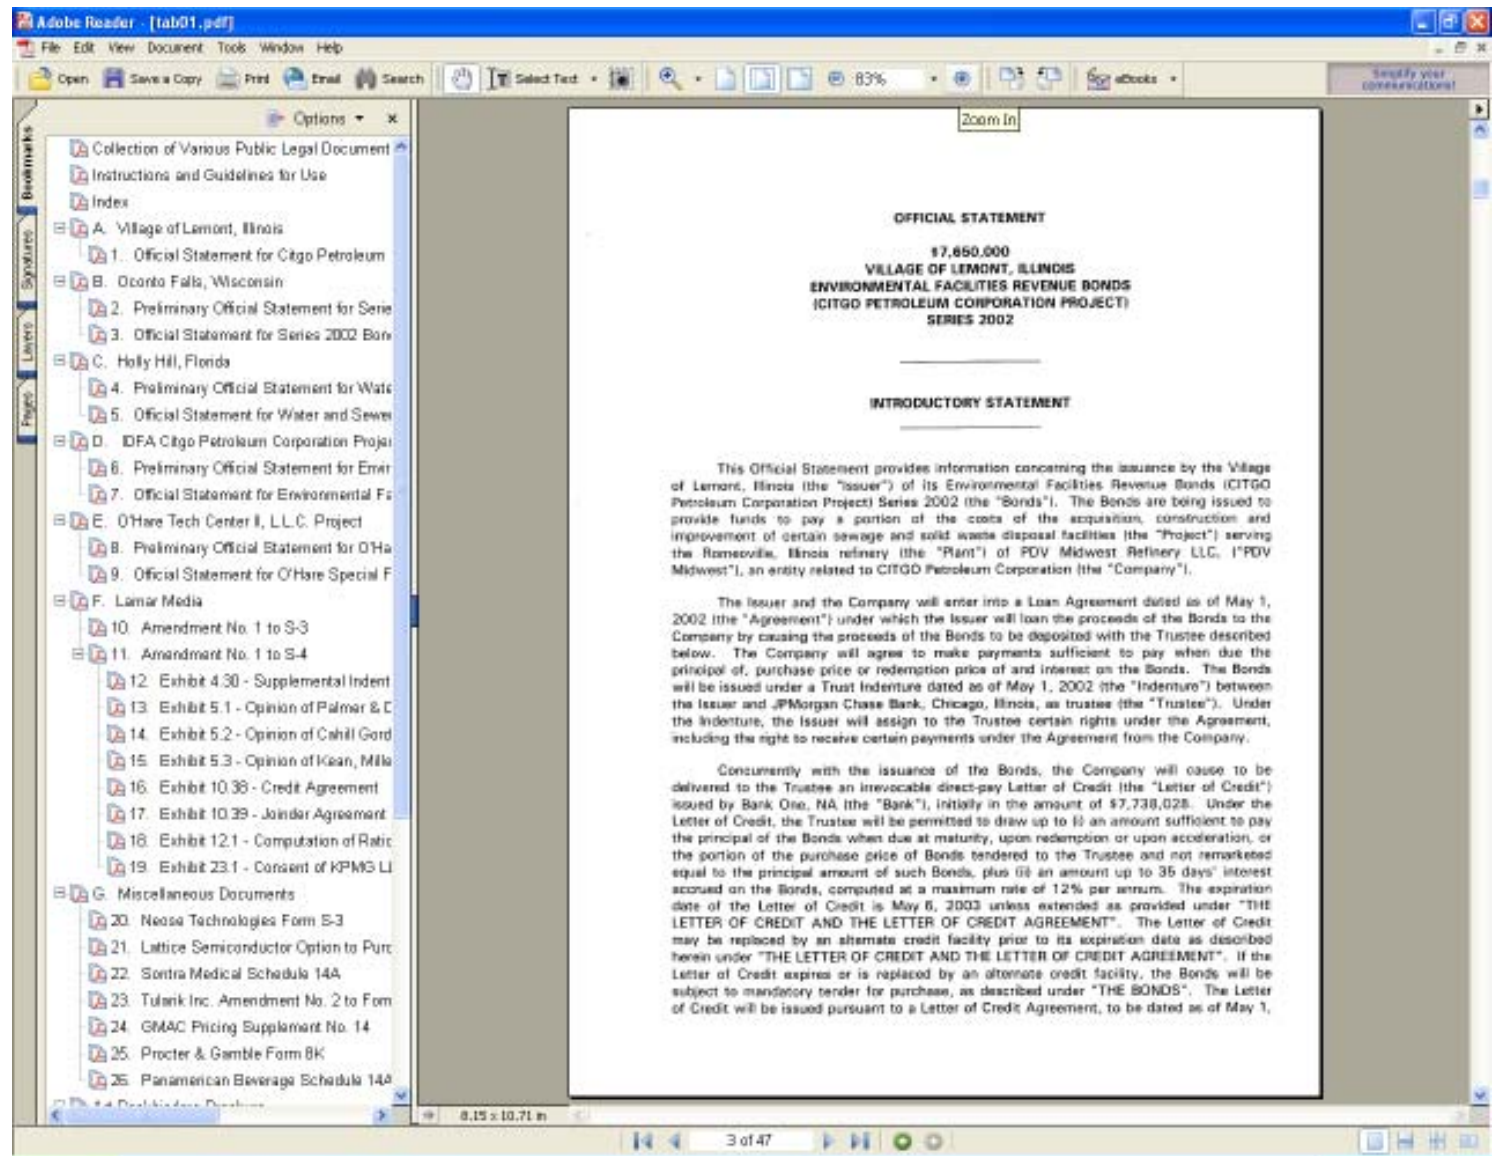 Adobe Reader - [tab01.pdf]
File Edit View Document Tools Window Help
Open Save a Copy Print Email Search Select Text 83% eBooks
Simplify your communications!
Options
Zoom In
Bookmarks
Signatures
Layers
Pages
Collection of Various Public Legal Document
Instructions and Guidelines for Use
Index
A. Village of Lemont, Illinois
1. Official Statement for Citgo Petroleum
B. Oconto Falls, Wisconsin
2. Preliminary Official Statement for Serie
3. Official Statement for Series 2002 Bon
C. Holly Hill, Florida
4. Preliminary Official Statement for Wate
5. Official Statement for Water and Sewer
D. IDFA Citgo Petroleum Corporation Projec
6. Preliminary Official Statement for Envir
7. Official Statement for Environmental Fa
E. O'Hare Tech Center II, L.L.C. Project
8. Preliminary Official Statement for O'Ha
9. Official Statement for O'Hare Special F
F. Lamar Media
10. Amendment No. 1 to S-3
11. Amendment No. 1 to S-4
12. Exhibit 4.30 - Supplemental Indent
13. Exhibit 5.1 - Opinion of Palmer & D
14. Exhibit 5.2 - Opinion of Cahill Gord
15. Exhibit 5.3 - Opinion of Kean, Mille
16. Exhibit 10.38 - Credit Agreement
17. Exhibit 10.39 - Joinder Agreement
18. Exhibit 12.1 - Computation of Ratio
19. Exhibit 23.1 - Consent of KPMG LL
G. Miscellaneous Documents
20. Neose Technologies Form S-3
21. Lattice Semiconductor Option to Purc
22. Sontra Medical Schedule 14A
23. Tularik Inc. Amendment No. 2 to Form
24. GMAC Pricing Supplement No. 14
25. Procter & Gamble Form 8K
26. Panamerican Beverage Schedule 14A
OFFICIAL STATEMENT
$7,650,000
VILLAGE OF LEMONT, ILLINOIS
ENVIRONMENTAL FACILITIES REVENUE BONDS
(CITGO PETROLEUM CORPORATION PROJECT)
SERIES 2002
INTRODUCTORY STATEMENT
This Official Statement provides information concerning the issuance by the Village
of Lemont, Illinois (the "Issuer") of its Environmental Facilities Revenue Bonds (CITGO
Petroleum Corporation Project) Series 2002 (the "Bonds"). The Bonds are being issued to
provide funds to pay a portion of the costs of the acquisition, construction and
improvement of certain sewage and solid waste disposal facilities (the "Project") serving
the Romeoville, Illinois refinery (the "Plant") of PDV Midwest Refinery LLC, ("PDV
Midwest"), an entity related to CITGO Petroleum Corporation (the "Company").
The Issuer and the Company will enter into a Loan Agreement dated as of May 1,
2002 (the "Agreement") under which the Issuer will loan the proceeds of the Bonds to the
Company by causing the proceeds of the Bonds to be deposited with the Trustee described
below. The Company will agree to make payments sufficient to pay when due the
principal of, purchase price or redemption price of and interest on the Bonds. The Bonds
will be issued under a Trust Indenture dated as of May 1, 2002 (the "Indenture") between
the Issuer and JPMorgan Chase Bank, Chicago, Illinois, as trustee (the "Trustee"). Under
the Indenture, the Issuer will assign to the Trustee certain rights under the Agreement,
including the right to receive certain payments under the Agreement from the Company.
Concurrently with the issuance of the Bonds, the Company will cause to be
delivered to the Trustee an irrevocable direct-pay Letter of Credit (the "Letter of Credit")
issued by Bank One, NA (the "Bank"), initially in the amount of $7,738,028. Under the
Letter of Credit, the Trustee will be permitted to draw up to (i) an amount sufficient to pay
the principal of the Bonds when due at maturity, upon redemption or upon acceleration, or
the portion of the purchase price of Bonds tendered to the Trustee and not remarketed
equal to the principal amount of such Bonds, plus (ii) an amount up to 35 days' interest
accrued on the Bonds, computed at a maximum rate of 12% per annum. The expiration
date of the Letter of Credit is May 6, 2003 unless extended as provided under "THE
LETTER OF CREDIT AND THE LETTER OF CREDIT AGREEMENT". The Letter of Credit
may be replaced by an alternate credit facility prior to its expiration date as described
herein under "THE LETTER OF CREDIT AND THE LETTER OF CREDIT AGREEMENT". If the
Letter of Credit expires or is replaced by an alternate credit facility, the Bonds will be
subject to mandatory tender for purchase, as described under "THE BONDS". The Letter
of Credit will be issued pursuant to a Letter of Credit Agreement, to be dated as of May 1,
8.15 x 10.71 in
3 of 47